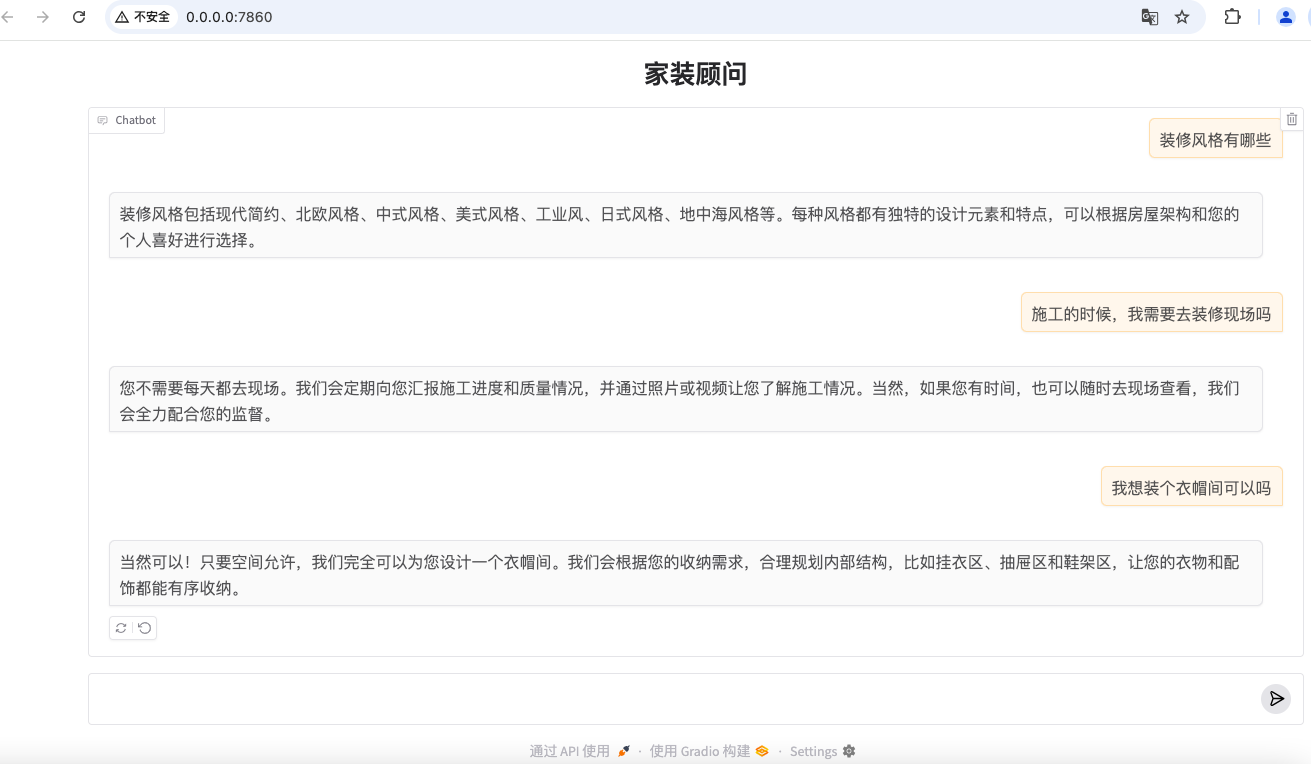 不安全
0.0.0.0:7860
家装顾问
Chatbot
装修风格有哪些
装修风格包括现代简约、北欧风格、中式风格、美式风格、工业风、日式风格、地中海风格等。每种风格都有独特的设计元素和特点，可以根据房屋架构和您的
个人喜好进行选择。
施工的时候，我需要去装修现场吗
您不需要每天都去现场。我们会定期向您汇报施工进度和质量情况，并通过照片或视频让您了解施工情况。当然，如果您有时间，也可以随时去现场查看，我们
会全力配合您的监督。
我想装个衣帽间可以吗
当然可以！只要空间允许，我们完全可以为您设计一个衣帽间。我们会根据您的收纳需求，合理规划内部结构，比如挂衣区、抽屉区和鞋架区，让您的衣物和配
饰都能有序收纳。
通过 API 使用 · 使用 Gradio 构建 · Settings